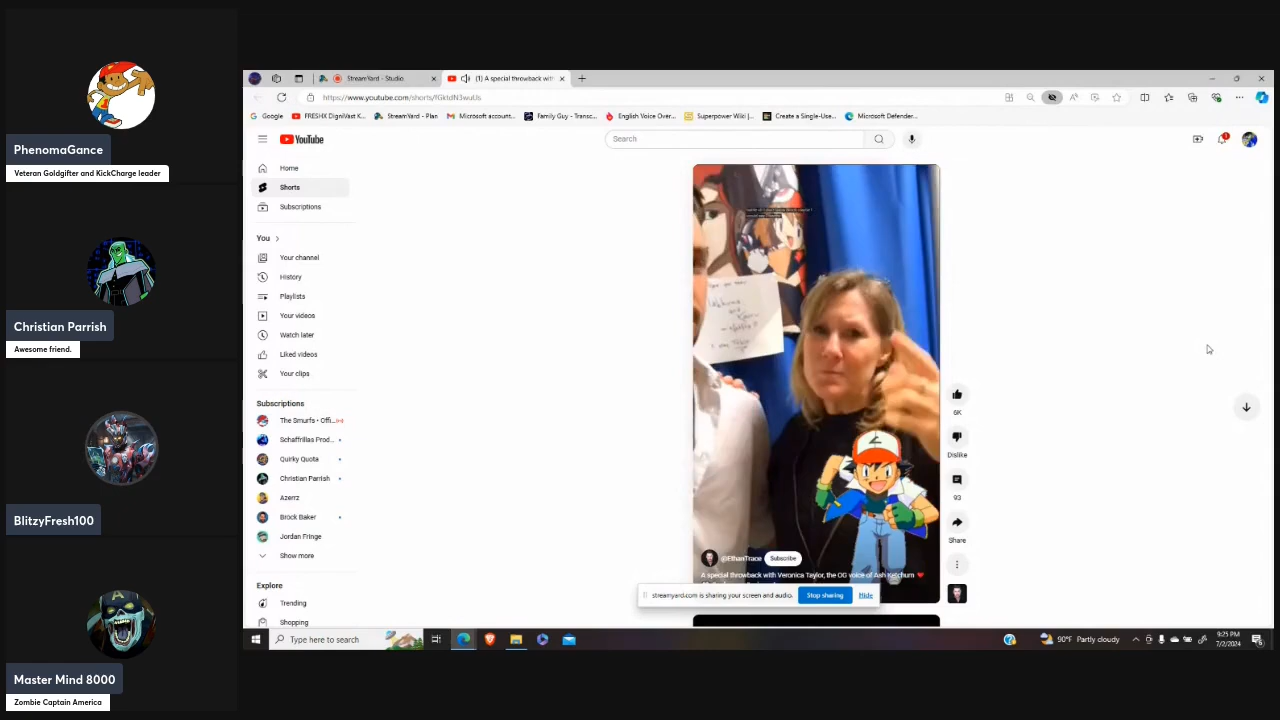 PhenomaGance
Veteran Goldgifter and KickCharge leader
Christian Parrish
Awesome friend.
BlitzyFresh100
Master Mind 8000
Zombie Captain America
StreamYard - Studio
(1) A special throwback with
https://www.youtube.com/shorts/
Google
FRESHX DigniVast K...
StreamYard - Plan
Microsoft account...
Family Guy - Transc...
English Voice Over...
Superpower Wiki |...
Create a Single-Use...
Microsoft Defender...
YouTube
Search
Home
Shorts
Subscriptions
You
Your channel
History
Playlists
Your videos
Watch later
Liked videos
Your clips
Subscriptions
The Smurfs • Offi...
Schaffrillas Prod...
Quirky Quota
Christian Parrish
Azerrz
Brock Baker
Jordan Fringe
Show more
Explore
Trending
Shopping
6K
Dislike
93
Share
@EthanTrace
Subscribe
A special throwback with Veronica Taylor, the OG voice of Ash Ketchum
streamyard.com is sharing your screen and audio.
Stop sharing
Hide
Type here to search
90°F Partly cloudy
9:25 PM
7/2/2024